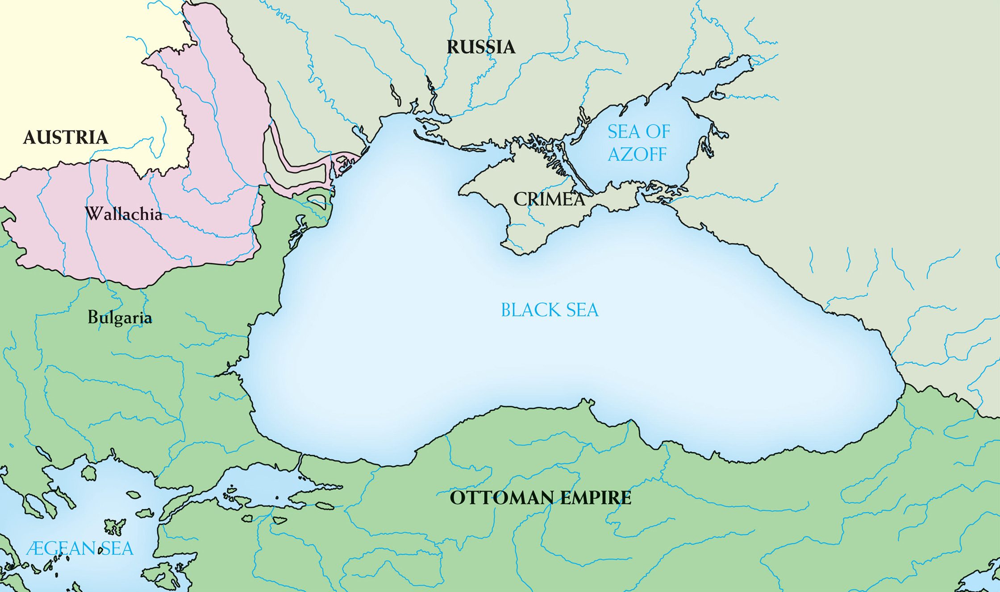 RUSSIA
AUSTRIA
SEA OF
AZOFF
CRIMEA
Wallachia
BLACK SEA
Bulgaria
OTTOMAN EMPIRE
ÆGEAN SEA